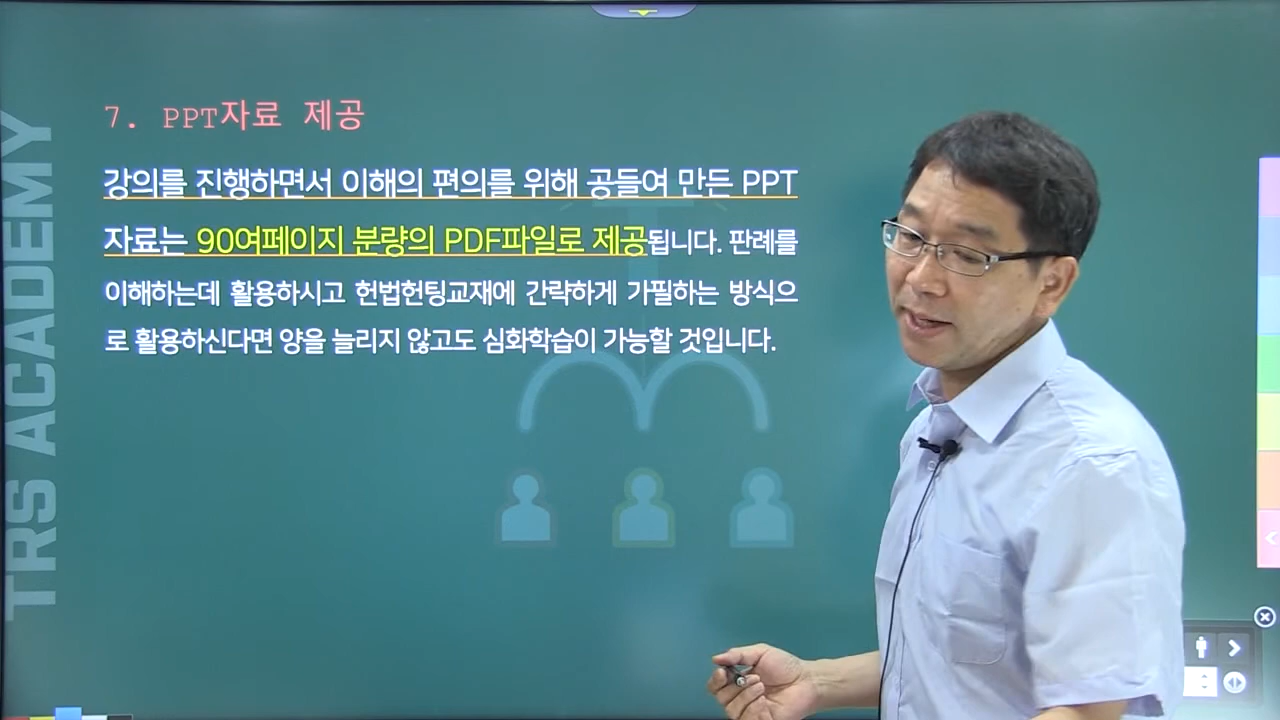 7. PPT자료 제공
강의를 진행하면서 이해의 편의를 위해 공들여 만든 PPT
자료는 90여페이지 분량의 PDF파일로 제공됩니다. 판례를
이해하는데 활용하시고 헌법헌팅교재에 간략하게 가필하는 방식으
로 활용하신다면 양을 늘리지 않고도 심화학습이 가능할 것입니다.
TRS ACADEMY